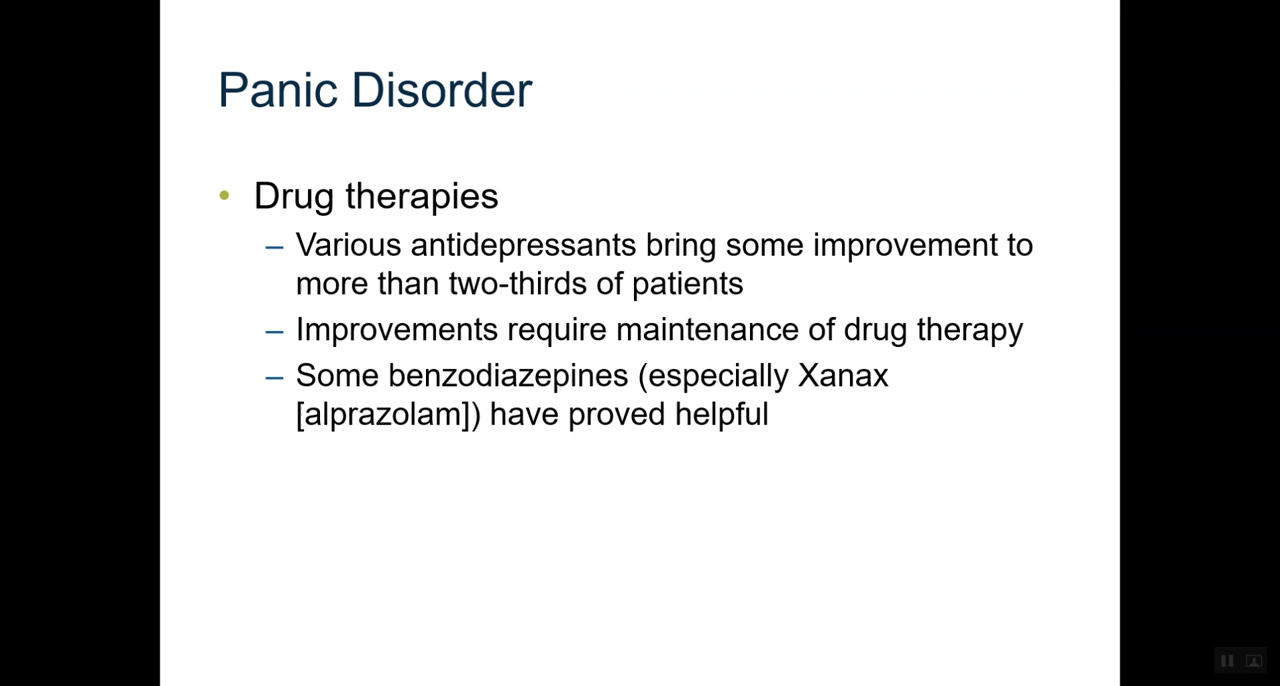 Panic Disorder
• Drug therapies
– Various antidepressants bring some improvement to
more than two-thirds of patients
– Improvements require maintenance of drug therapy
– Some benzodiazepines (especially Xanax
[alprazolam]) have proved helpful